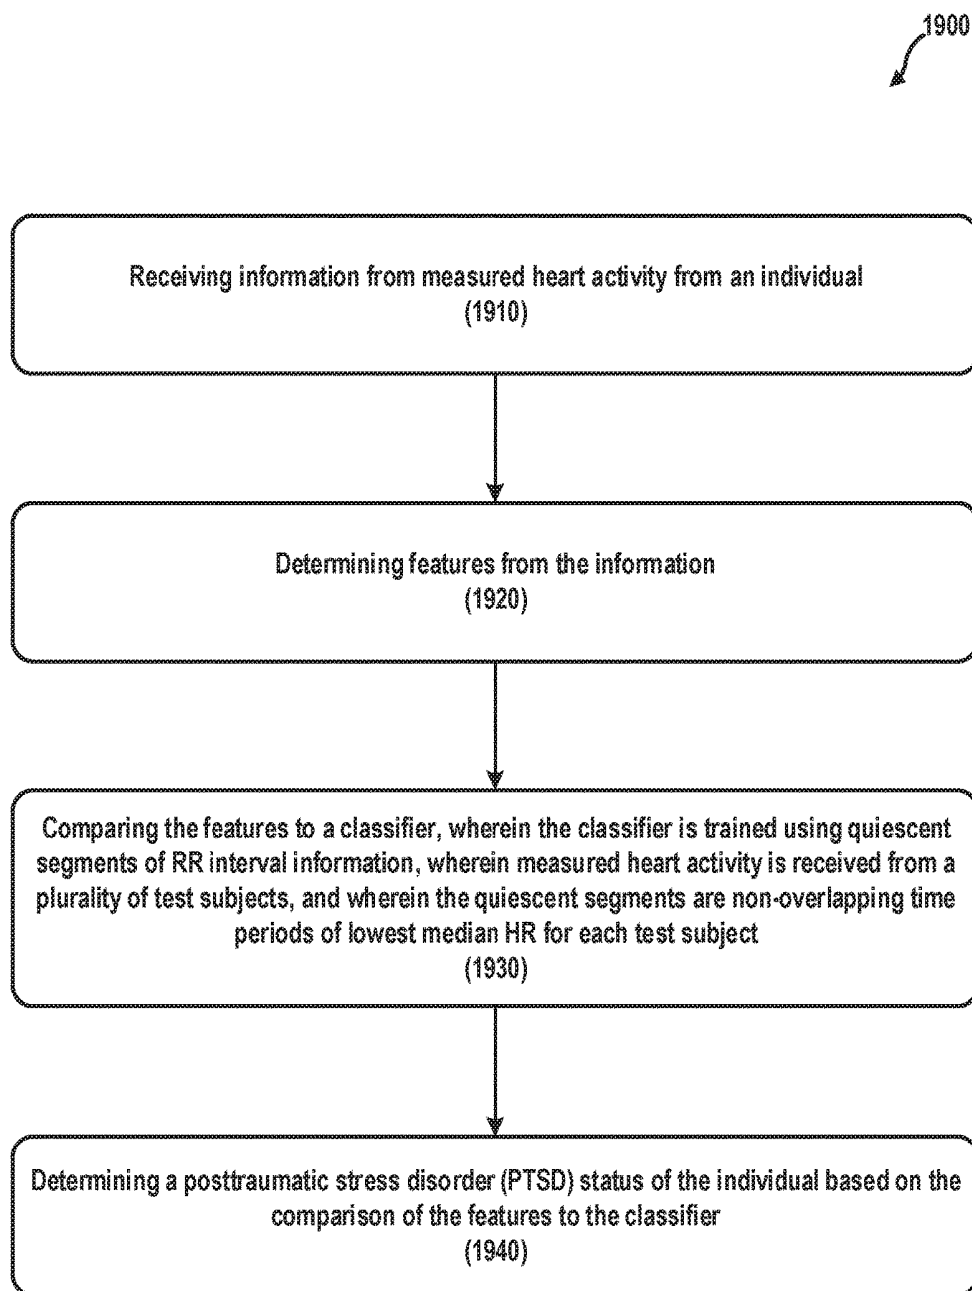 1900
Receiving information from measured heart activity from an individual
(1910)
Determining features from the information
(1920)
Comparing the features to a classifier, wherein the classifier is trained using quiescent
segments of RR interval information, wherein measured heart activity is received from a
plurality of test subjects, and wherein the quiescent segments are non-overlapping time
periods of lowest median HR for each test subject
(1930)
Determining a posttraumatic stress disorder (PTSD) status of the individual based on the
comparison of the features to the classifier
(1940)